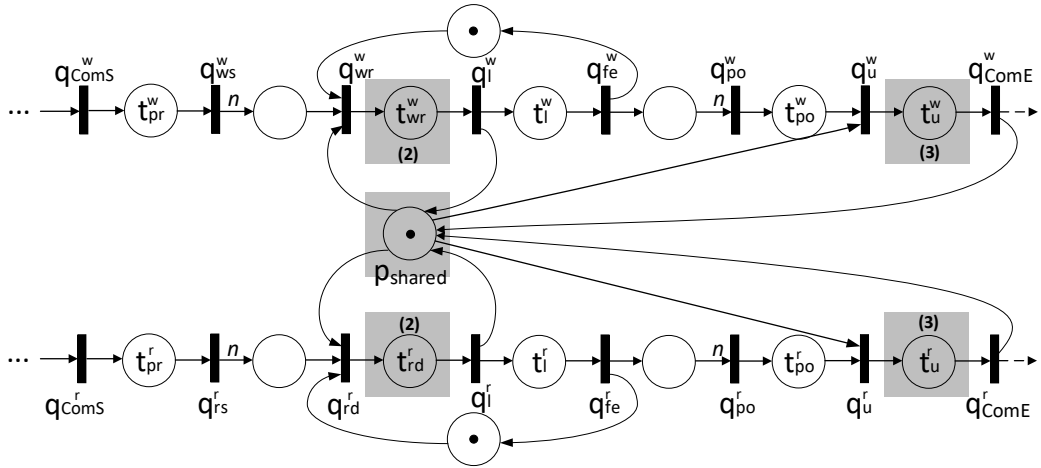 q^w_ComS q^w_ws q^w_wr q^w_l q^w_fe q^w_po q^w_u q^w_ComE
... t^w_pr n t^w_wr t^w_l n t^w_po t^w_u
(2) (3)
p_shared
(2) (3)
... t^r_pr n t^r_rd t^r_l n t^r_po t^r_u
q^r_ComS q^r_rs q^r_rd q^r_l q^r_fe q^r_po q^r_u q^r_ComE